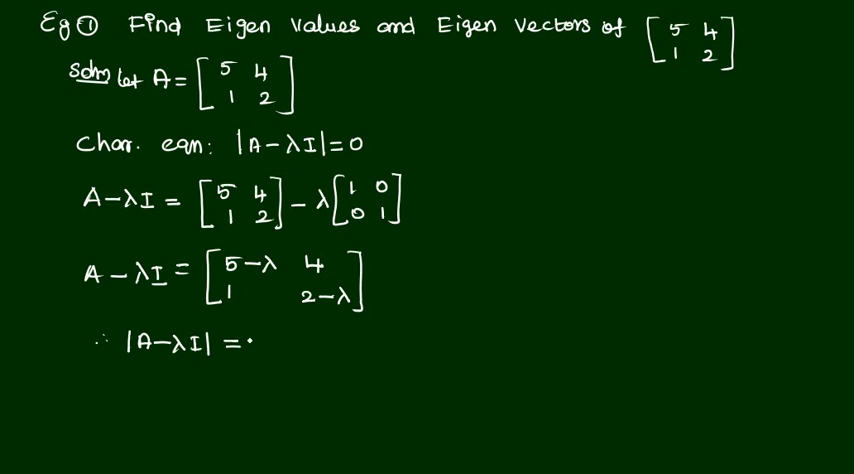 Eg ① Find Eigen Values and Eigen Vectors of [5 4; 1 2]
Soln let A = [5 4; 1 2]
Char. eqn: |A-λI|=0
A-λI = [5 4; 1 2] - λ[1 0; 0 1]
A-λI = [5-λ 4; 1 2-λ]
∴ |A-λI| =